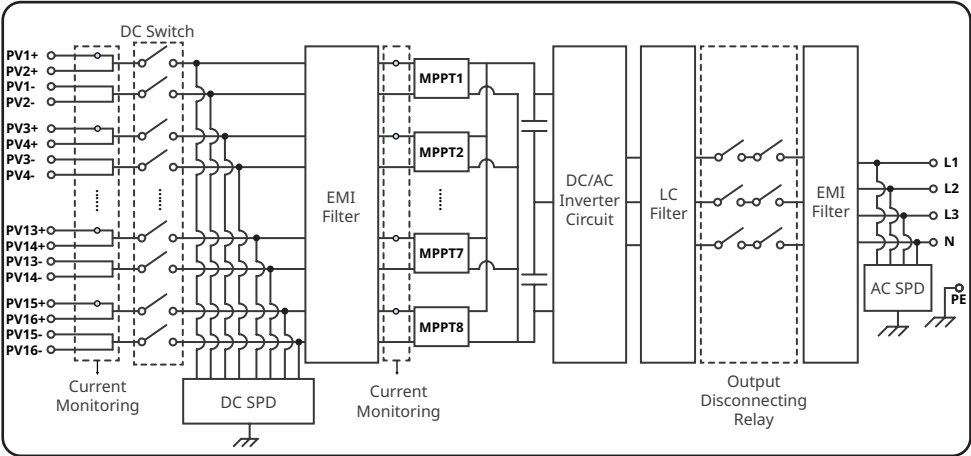 DC Switch
PV1+
PV2+
PV1-
PV2-
PV3+
PV4+
PV3-
PV4-
PV13+
PV14+
PV13-
PV14-
PV15+
PV16+
PV15-
PV16-
Current
Monitoring
DC SPD
EMI
Filter
MPPT1
MPPT2
MPPT7
MPPT8
Current
Monitoring
DC/AC
Inverter
Circuit
LC
Filter
Output
Disconnecting
Relay
EMI
Filter
L1
L2
L3
N
AC SPD
PE